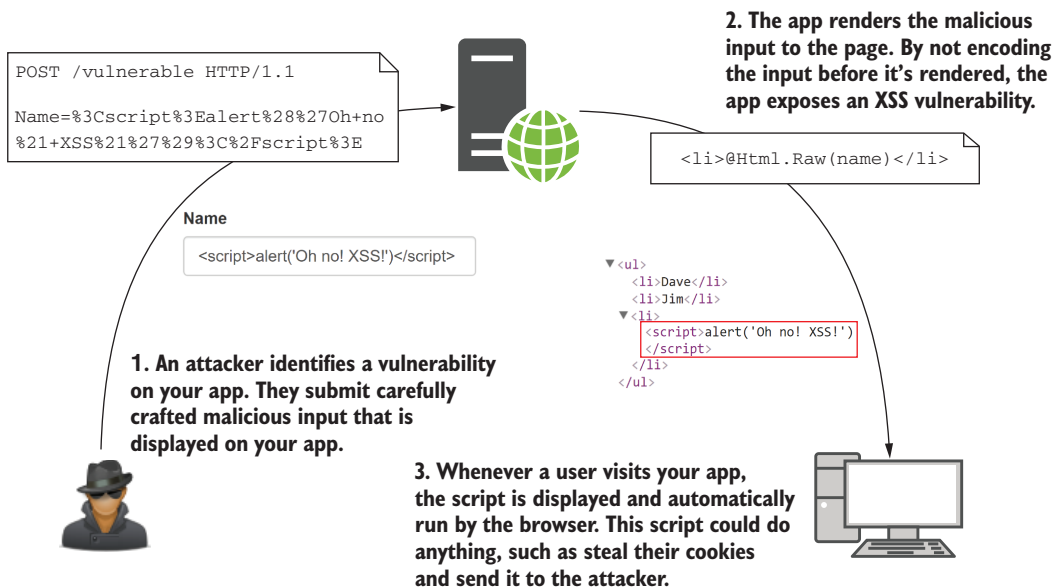 POST /vulnerable HTTP/1.1
Name=%3Cscript%3Ealert%28%27Oh+no
%21+XSS%21%27%29%3C%2Fscript%3E
Name
<script>alert('Oh no! XSS!')</script>
1. An attacker identifies a vulnerability
on your app. They submit carefully
crafted malicious input that is
displayed on your app.
2. The app renders the malicious
input to the page. By not encoding
the input before it's rendered, the
app exposes an XSS vulnerability.
<li>@Html.Raw(name)</li>
▼<ul>
<li>Dave</li>
<li>Jim</li>
▼<li>
<script>alert('Oh no! XSS!')
</script>
</li>
</ul>
3. Whenever a user visits your app,
the script is displayed and automatically
run by the browser. This script could do
anything, such as steal their cookies
and send it to the attacker.